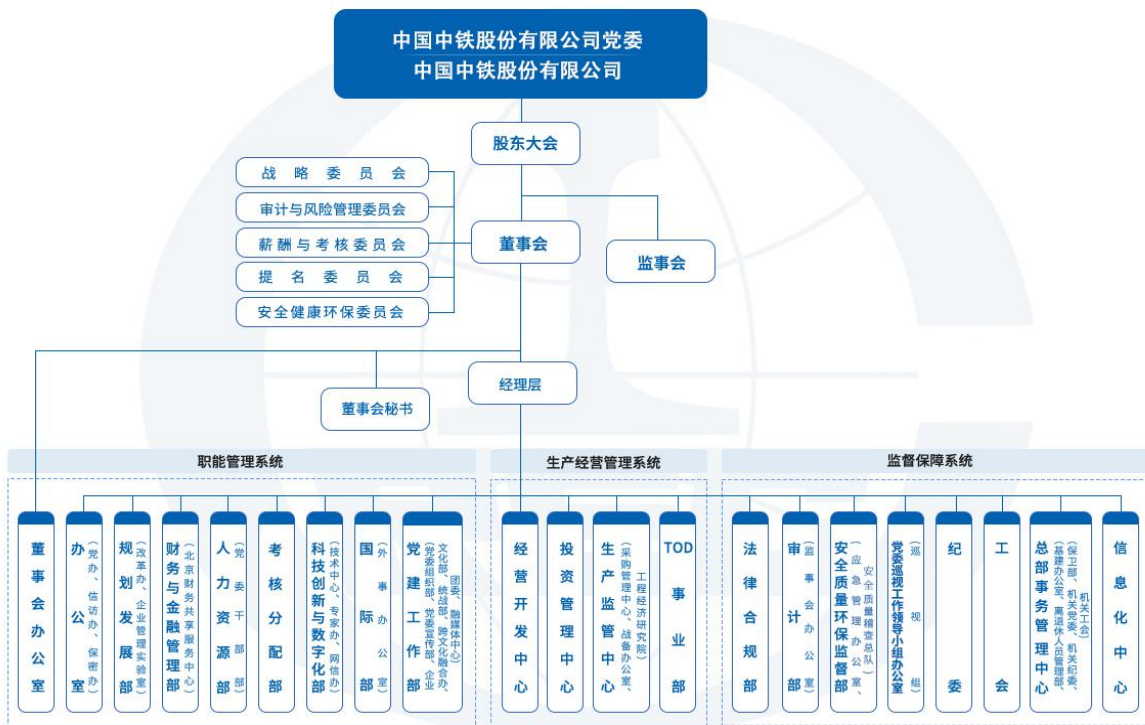 中国中铁股份有限公司党委
中国中铁股份有限公司
股东大会
战略委员会
审计与风险管理委员会
薪酬与考核委员会
提名委员会
安全健康环保委员会
董事会
监事会
经理层
董事会秘书
职能管理系统
生产经营管理系统
监督保障系统
董事会办公室
办公室
（党办、信访办、保密办）
规划发展部
（改革办、企业管理实验室）
财务与金融管理部
（北京财务共享服务中心）
人力资源部
（党委干部部）
考核分配部
科技创新与数字化部
（技术中心、专家办、网信办）
国际部
（外事办公室）
党建工作部
（党委组织部、党委宣传部、企业
文化部、统战部、跨文化融合办、
团委、融媒体中心）
经营开发中心
投资管理中心
生产监管中心
（采购管理中心、战备办公室、
工程经济研究院）
TOD事业部
法律合规部
审计部
（监事会办公室）
安全质量环保监督部
（应急管理办公室、
安全质量稽查总队）
党委巡视工作领导小组办公室
（巡视组）
纪委
工会
总部事务管理中心
（基建办公室、离退休人员管理部、
（保卫部、机关党委、机关纪委、
机关工会）
信息化中心